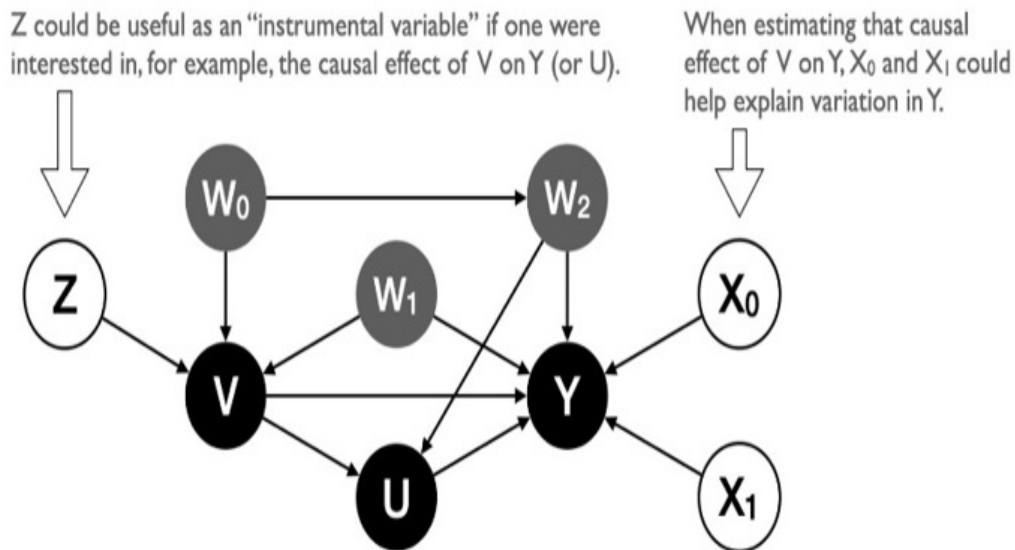 Z could be useful as an “instrumental variable” if one were
interested in, for example, the causal effect of V on Y (or U).
When estimating that causal
effect of V on Y, X₀ and X₁ could
help explain variation in Y.
W₀
W₂
Z
W₁
X₀
V
Y
U
X₁